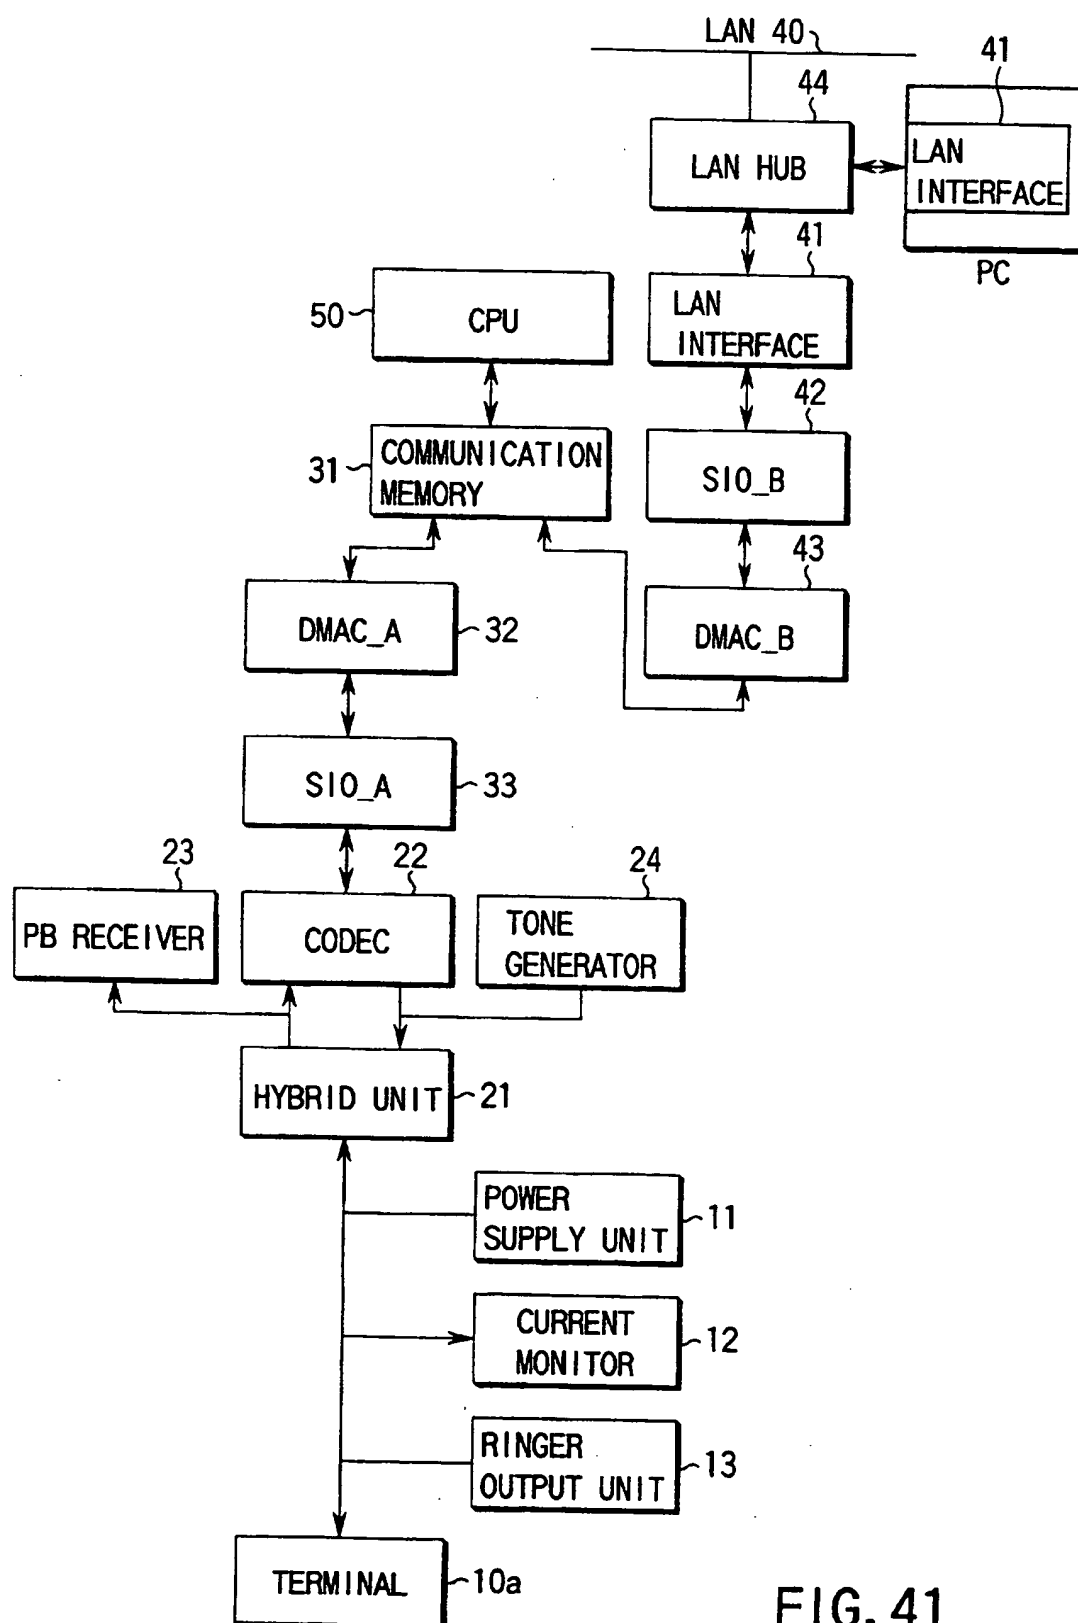 LAN 40
41
44
LAN HUB
LAN
INTERFACE
PC
41
50
CPU
LAN
INTERFACE
42
31
COMMUNICATION
MEMORY
SIO_B
43
DMAC_A
32
DMAC_B
SIO_A
33
23
22
24
PB RECEIVER
CODEC
TONE
GENERATOR
HYBRID UNIT
21
POWER
SUPPLY UNIT
11
CURRENT
MONITOR
12
RINGER
OUTPUT UNIT
13
TERMINAL
10a
FIG. 41